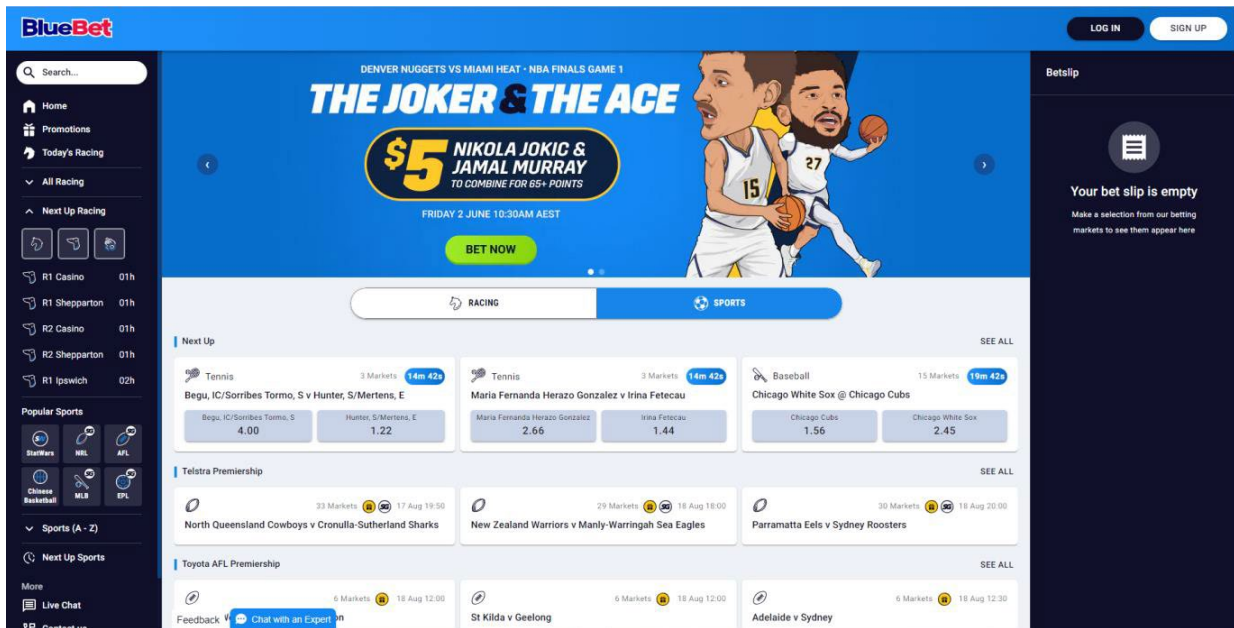 BlueBet
LOG IN
SIGN UP
Search...
Home
Promotions
Today's Racing
All Racing
Next Up Racing
R1 Casino 01h
R1 Shepparton 01h
R2 Casino 01h
R2 Shepparton 01h
R1 Ipswich 02h
Popular Sports
StatWars NRL AFL
Chinese Basketball MLB EPL
Sports (A - Z)
Next Up Sports
More
Live Chat
DENVER NUGGETS VS MIAMI HEAT • NBA FINALS GAME 1
THE JOKER & THE ACE
$5 NIKOLA JOKIC &
JAMAL MURRAY
TO COMBINE FOR 65+ POINTS
FRIDAY 2 JUNE 10:30AM AEST
BET NOW
15
27
RACING
SPORTS
Next Up SEE ALL
Tennis 3 Markets 14m 42s
Begu, IC/Sorribes Tormo, S v Hunter, S/Mertens, E
Begu, IC/Sorribes Tormo, S Hunter, S/Mertens, E
4.00 1.22
Tennis 3 Markets 14m 42s
Maria Fernanda Herazo Gonzalez v Irina Fetecau
Maria Fernanda Herazo Gonzalez Irina Fetecau
2.66 1.44
Baseball 15 Markets 19m 42s
Chicago White Sox @ Chicago Cubs
Chicago Cubs Chicago White Sox
1.56 2.45
Telstra Premiership SEE ALL
33 Markets SG 17 Aug 19:50
North Queensland Cowboys v Cronulla-Sutherland Sharks
29 Markets SG 18 Aug 18:00
New Zealand Warriors v Manly-Warringah Sea Eagles
30 Markets SG 18 Aug 20:00
Parramatta Eels v Sydney Roosters
Toyota AFL Premiership SEE ALL
6 Markets 18 Aug 12:00
6 Markets 18 Aug 12:00
St Kilda v Geelong
6 Markets 18 Aug 12:30
Adelaide v Sydney
Feedback
Chat with an Expert
Betslip
Your bet slip is empty
Make a selection from our betting
markets to see them appear here